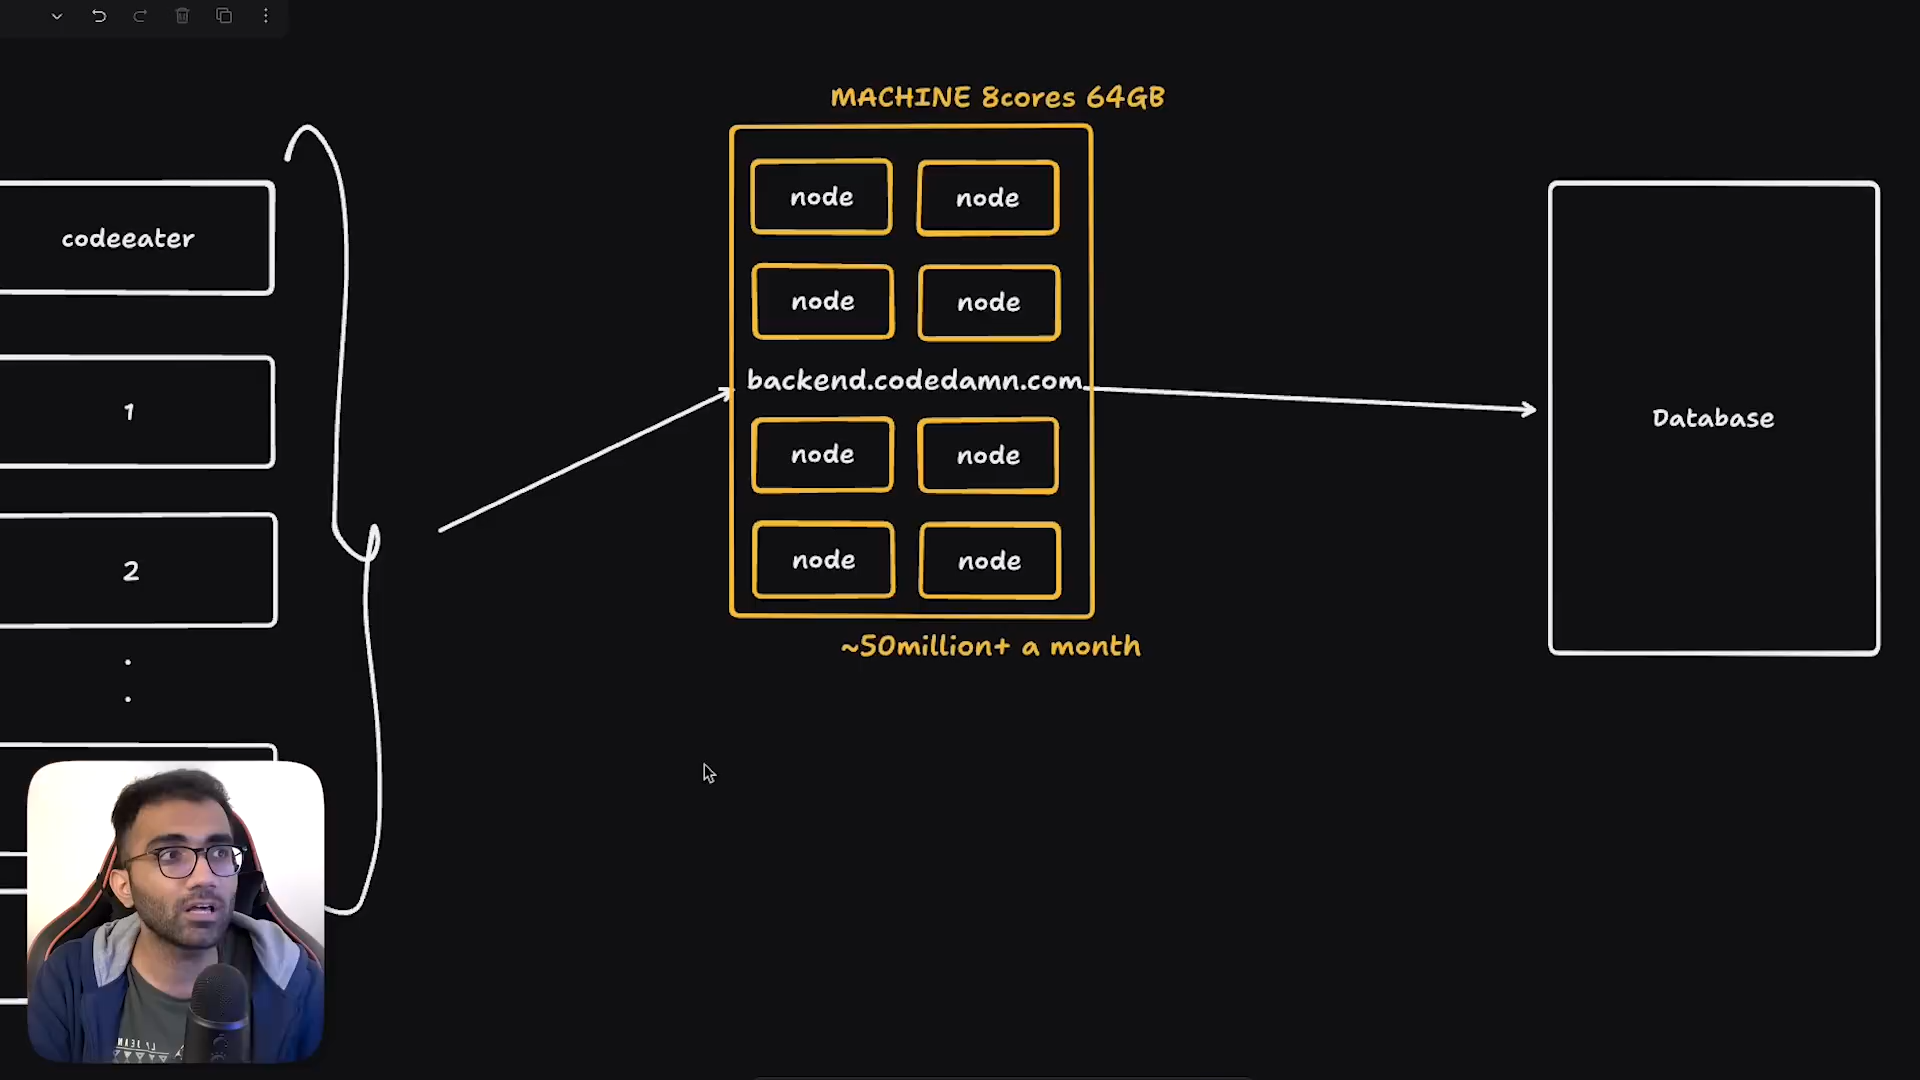 MACHINE 8cores 64GB
codeeater
1
2
node
node
node
node
backend.codedamn.com
node
node
node
node
~50million+ a month
Database